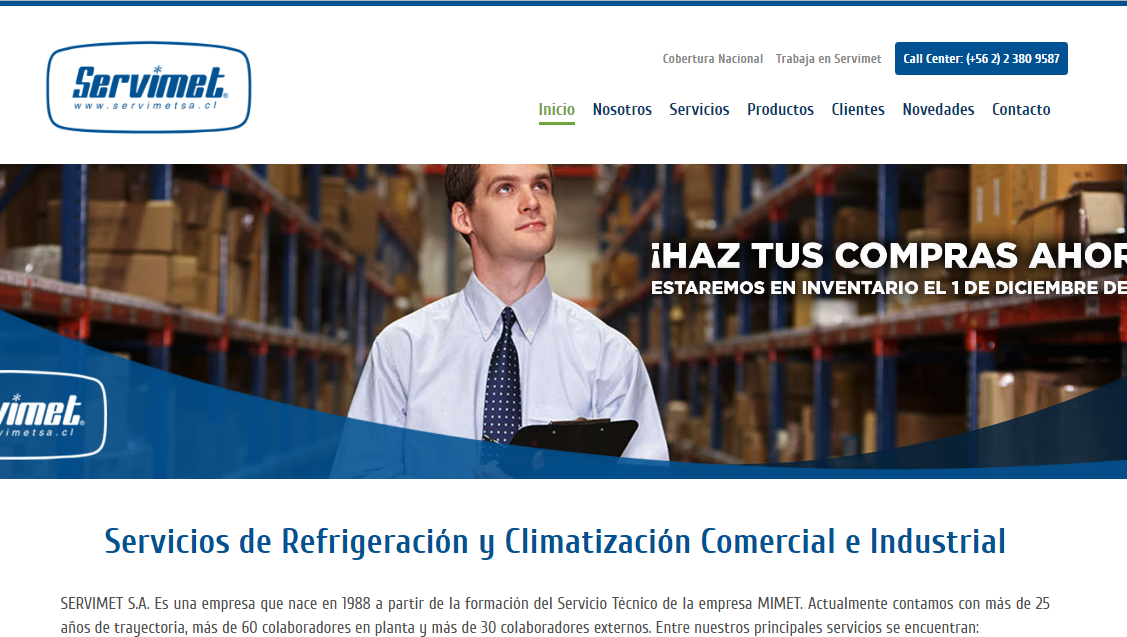 Servimet®
www.servimetsa.cl
Cobertura Nacional Trabaja en Servimet Call Center: (+56 2) 2 380 9587
Inicio Nosotros Servicios Productos Clientes Novedades Contacto
¡HAZ TUS COMPRAS AHOR
ESTAREMOS EN INVENTARIO EL 1 DE DICIEMBRE DE
vimet®
vimetsa.cl
Servicios de Refrigeración y Climatización Comercial e Industrial
SERVIMET S.A. Es una empresa que nace en 1988 a partir de la formación del Servicio Técnico de la empresa MIMET. Actualmente contamos con más de 25
años de trayectoria, más de 60 colaboradores en planta y más de 30 colaboradores externos. Entre nuestros principales servicios se encuentran: